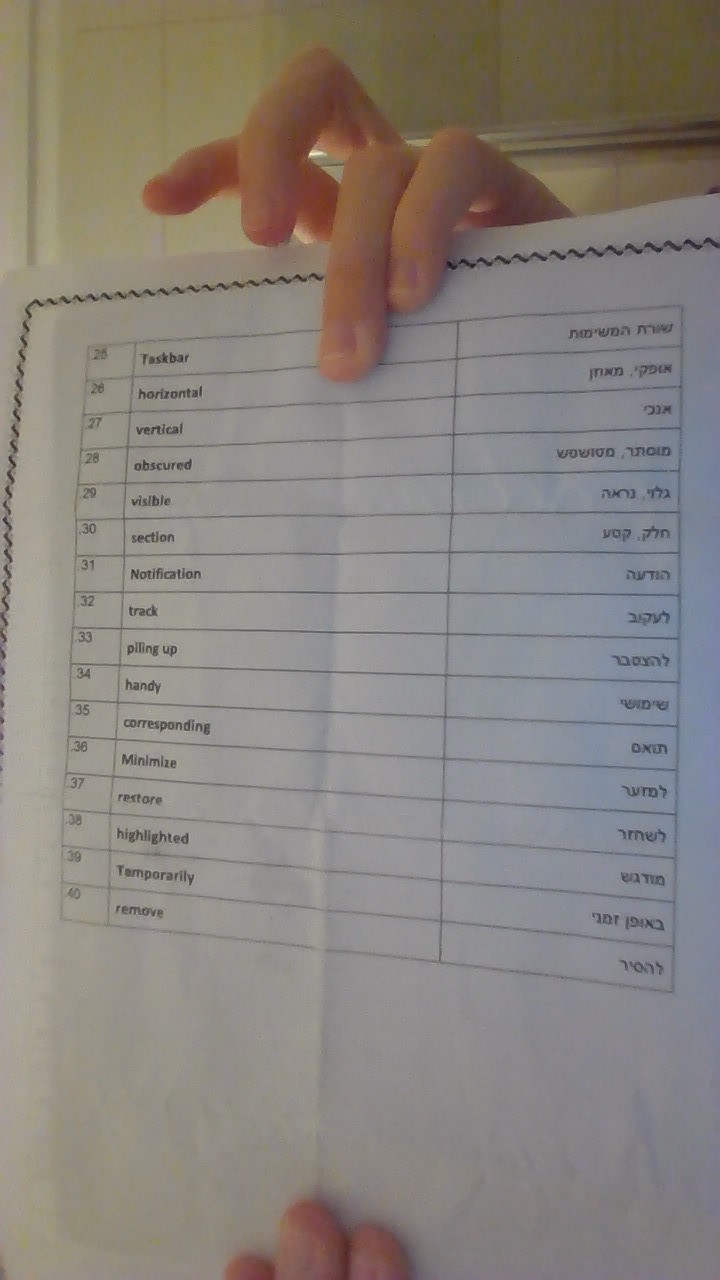 .25 Taskbar שורת המשימות
.26 horizontal אופקי, מאוזן
.27 vertical אנכי
.28 obscured מוסתר, מטושטש
.29 visible גלוי, נראה
.30 section חלק, קטע
.31 Notification הודעה
.32 track לעקוב
.33 piling up להצטבר
.34 handy שימושי
.35 corresponding תואם
.36 Minimize למזער
.37 restore לשחזר
.38 highlighted מודגש
.39 Temporarily באופן זמני
.40 remove להסיר